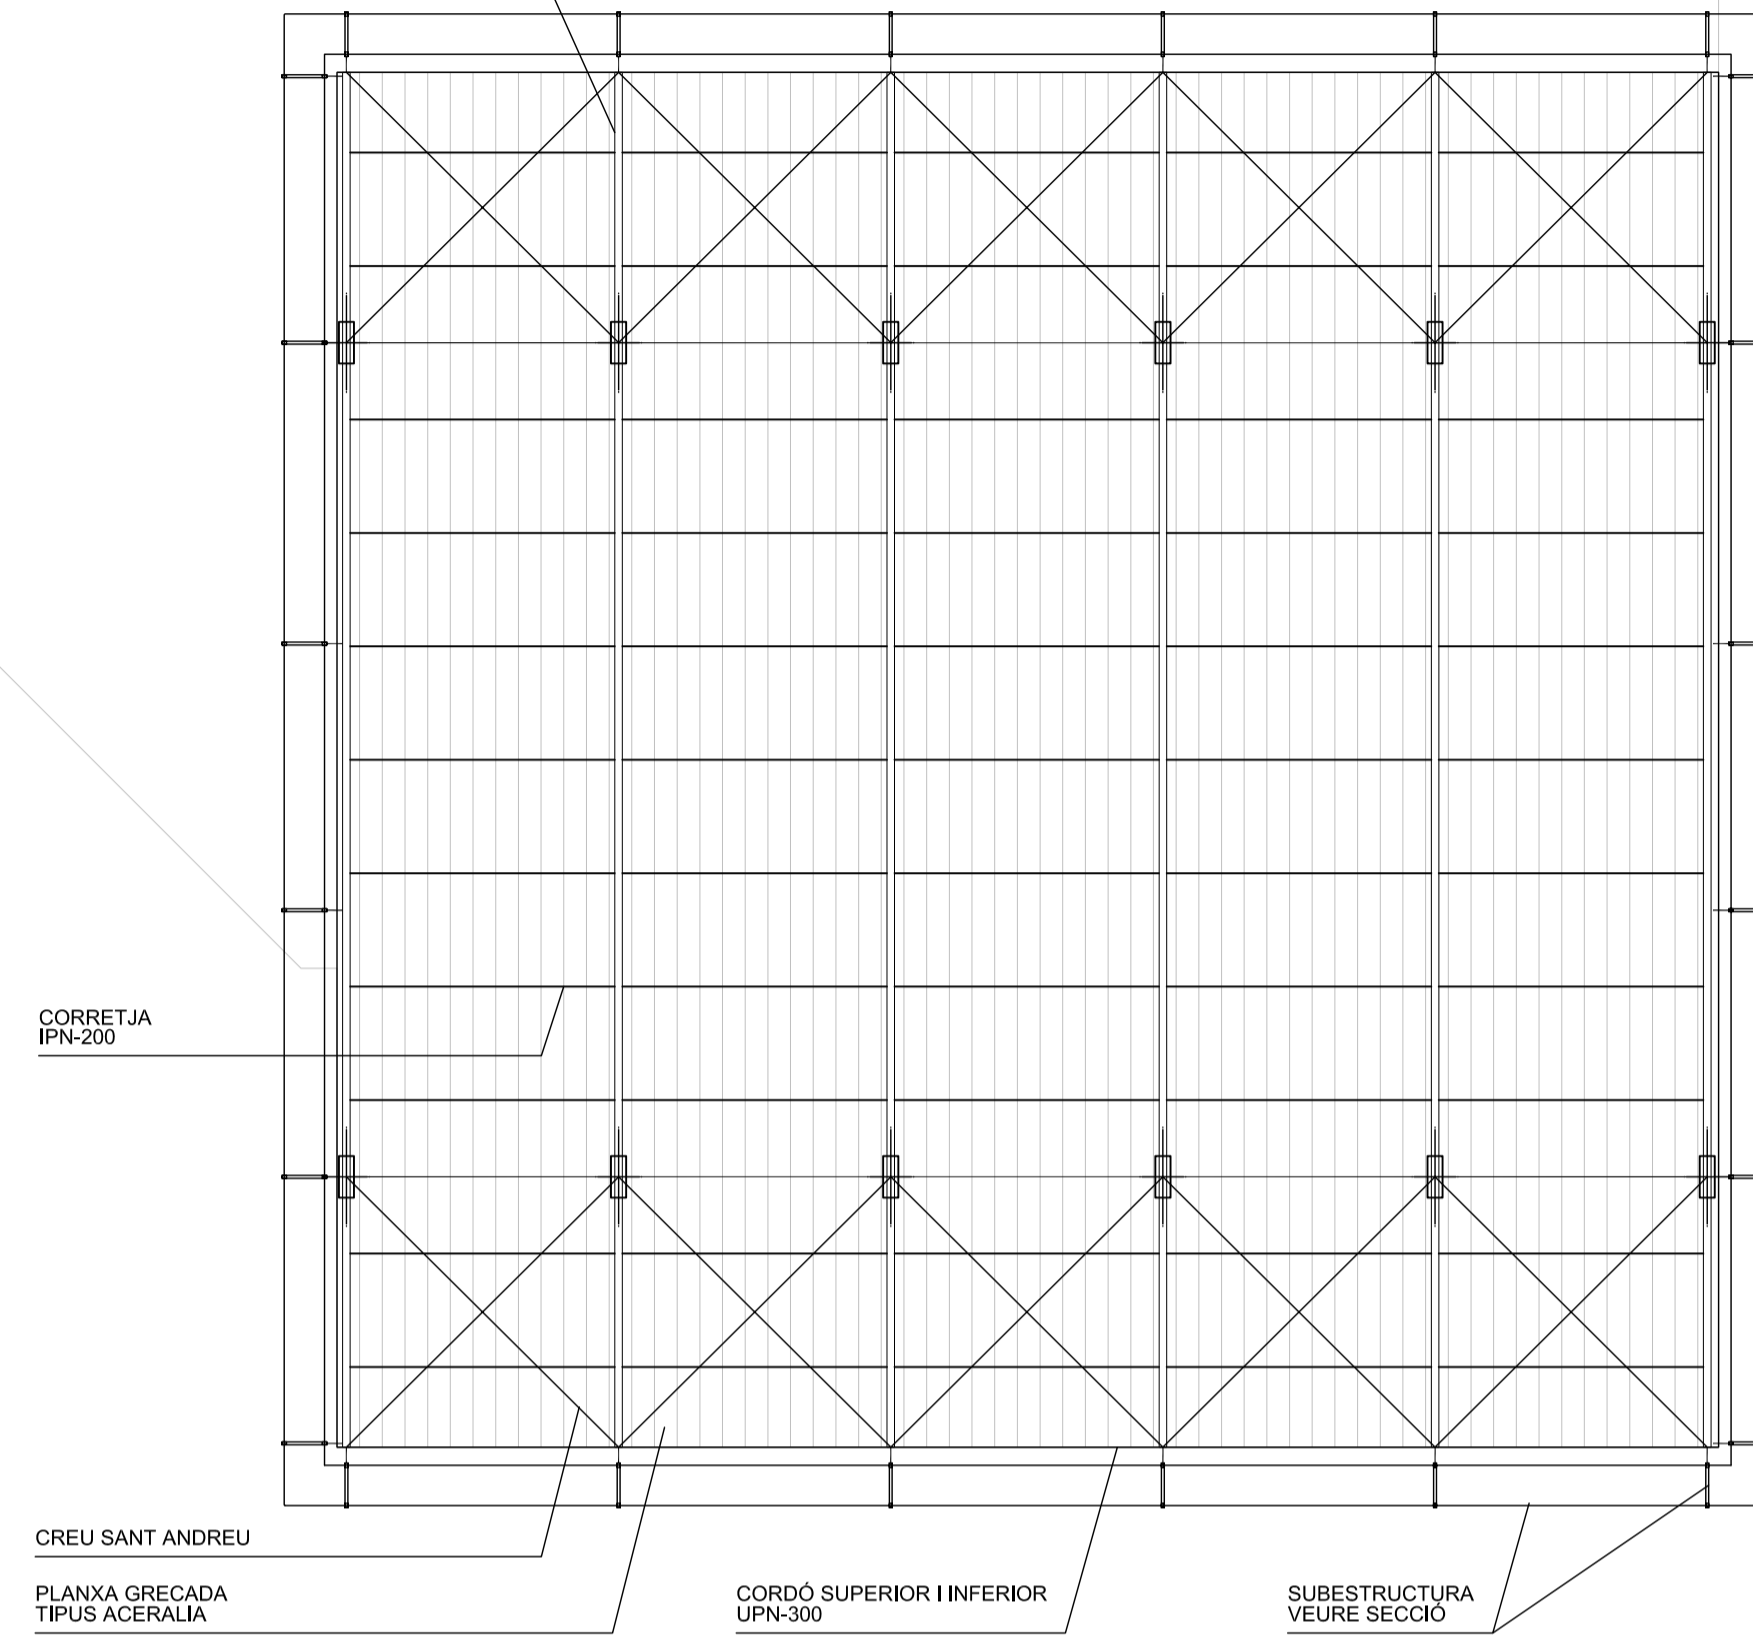 CORRETJA
IPN-200
CREU SANT ANDREU
PLANXA GRECADA
TIPUS ACERALIA
CORDÓ SUPERIOR I INFERIOR
UPN-300
SUBESTRUCTURA
VEURE SECCIÓ